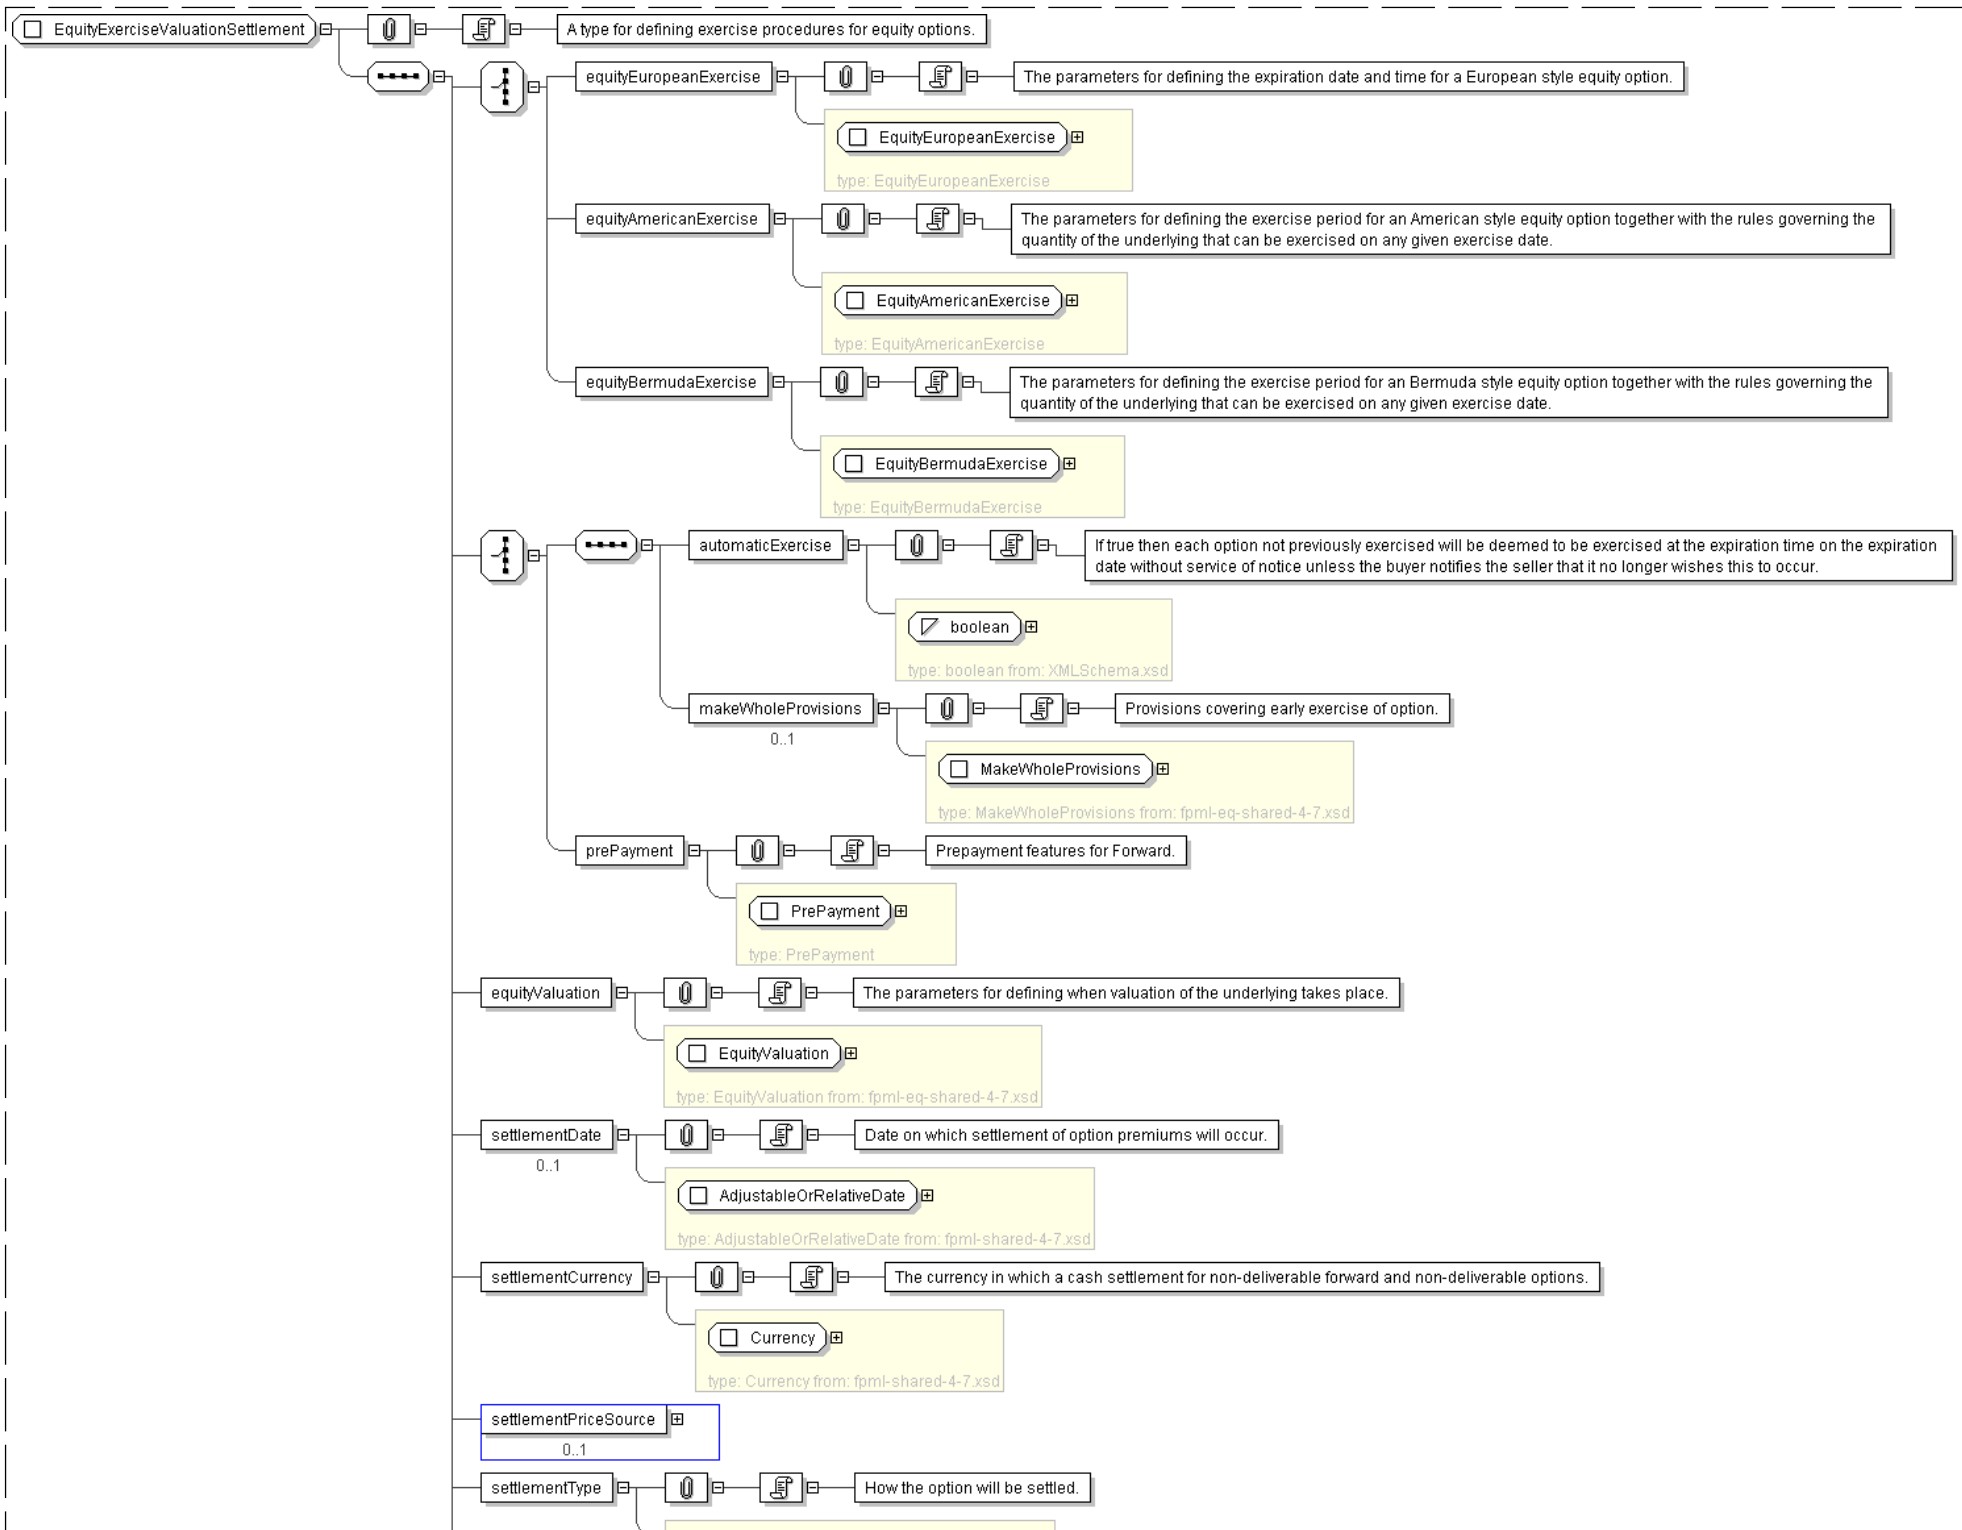 EquityExerciseValuationSettlement
A type for defining exercise procedures for equity options.
equityEuropeanExercise
The parameters for defining the expiration date and time for a European style equity option.
EquityEuropeanExercise
type: EquityEuropeanExercise
equityAmericanExercise
The parameters for defining the exercise period for an American style equity option together with the rules governing the
quantity of the underlying that can be exercised on any given exercise date.
EquityAmericanExercise
type: EquityAmericanExercise
equityBermudaExercise
The parameters for defining the exercise period for an Bermuda style equity option together with the rules governing the
quantity of the underlying that can be exercised on any given exercise date.
EquityBermudaExercise
type: EquityBermudaExercise
automaticExercise
If true then each option not previously exercised will be deemed to be exercised at the expiration time on the expiration
date without service of notice unless the buyer notifies the seller that it no longer wishes this to occur.
boolean
type: boolean from: XMLSchema.xsd
makeWholeProvisions
Provisions covering early exercise of option.
0..1
MakeWholeProvisions
type: MakeWholeProvisions from: fpml-eq-shared-4-7.xsd
prePayment
Prepayment features for Forward.
PrePayment
type: PrePayment
equityValuation
The parameters for defining when valuation of the underlying takes place.
EquityValuation
type: EquityValuation from: fpml-eq-shared-4-7.xsd
settlementDate
Date on which settlement of option premiums will occur.
0..1
AdjustableOrRelativeDate
type: AdjustableOrRelativeDate from: fpml-shared-4-7.xsd
settlementCurrency
The currency in which a cash settlement for non-deliverable forward and non-deliverable options.
Currency
type: Currency from: fpml-shared-4-7.xsd
settlementPriceSource
0..1
settlementType
How the option will be settled.